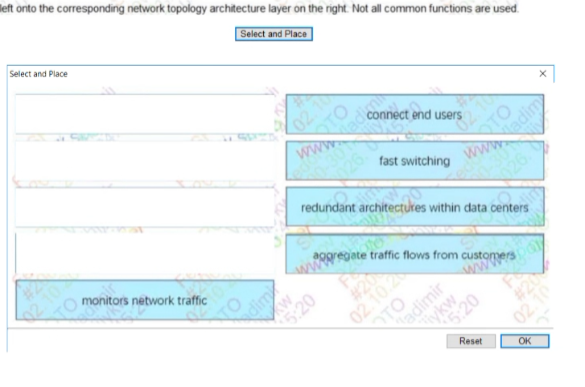 left onto the corresponding network topology architecture layer on the right. Not all common functions are used.
Select and Place
Select and Place
connect end users
fast switching
redundant architectures within data centers
aggregate traffic flows from customers
monitors network traffic
Reset
OK